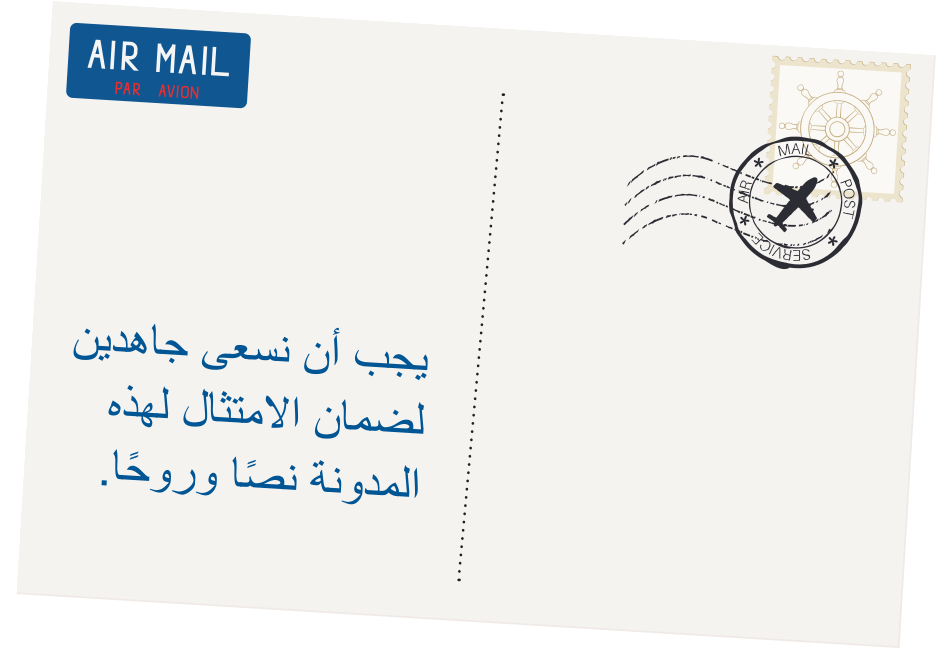 AIR MAIL
PAR AVION
AIR MAIL POST SERVICE
يجب أن نسعى جاهدين
لضمان الامتثال لهذه
المدونة نصًا وروحًا.